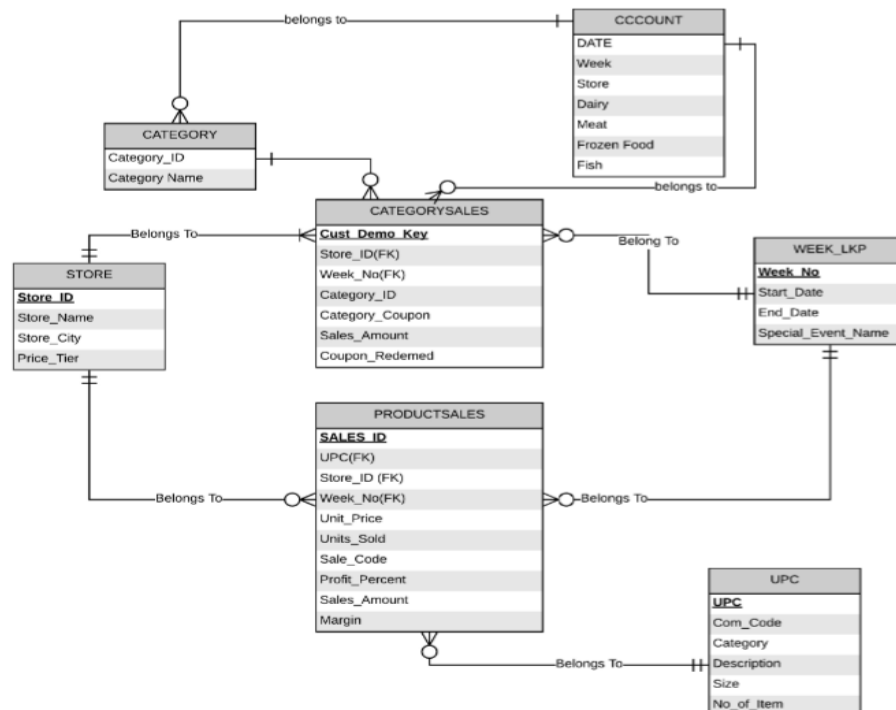 belongs to
CCCOUNT
DATE
Week
Store
Dairy
Meat
Frozen Food
Fish
CATEGORY
Category_ID
Category Name
belongs to
CATEGORYSALES
Cust_Demo_Key
Store_ID(FK)
Week_No(FK)
Category_ID
Category_Coupon
Sales_Amount
Coupon_Redemed
Belongs To
Belong To
STORE
Store_ID
Store_Name
Store_City
Price_Tier
WEEK_LKP
Week_No
Start_Date
End_Date
Special_Event_Name
PRODUCTSALES
SALES_ID
UPC(FK)
Store_ID (FK)
Week_No(FK)
Unit_Price
Units_Sold
Sale_Code
Profit_Percent
Sales_Amount
Margin
Belongs To
Belongs To
UPC
UPC
Com_Code
Category
Description
Size
No_of_Item
Belongs To